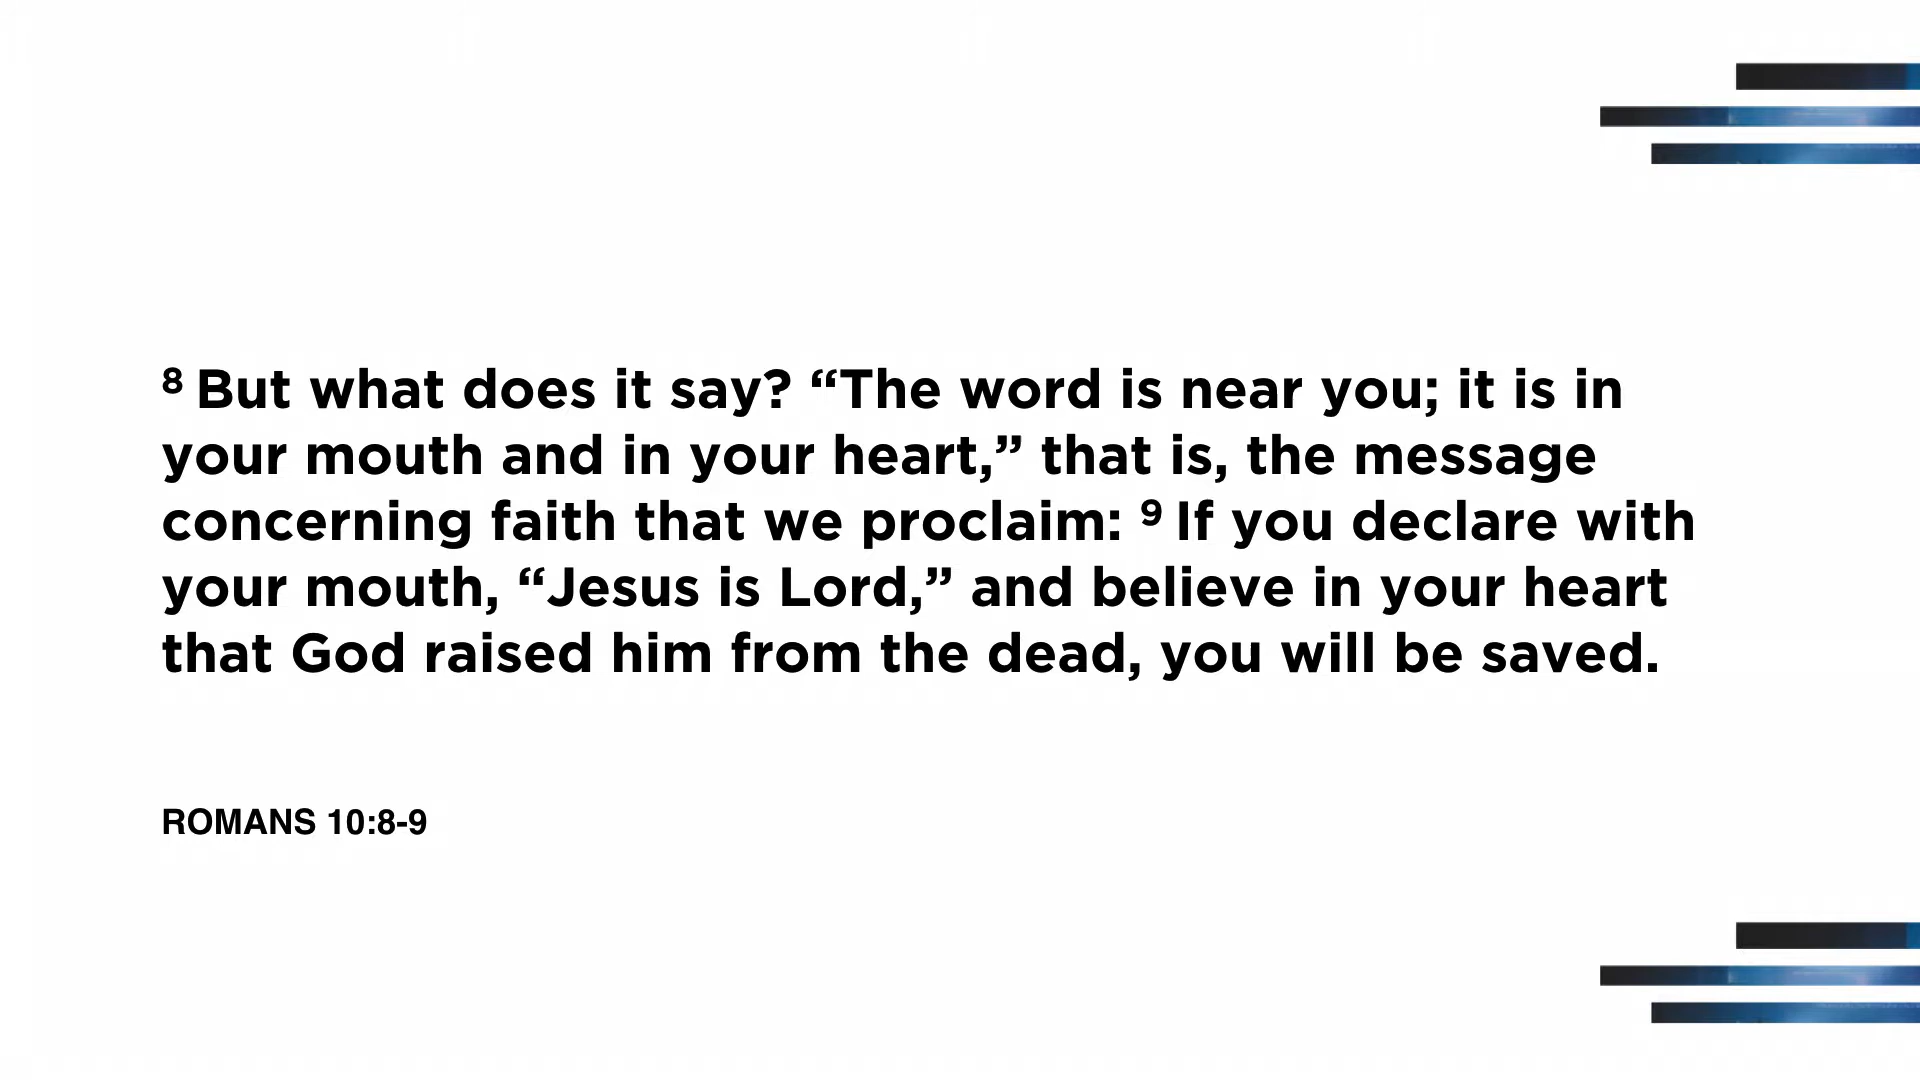 ⁸ But what does it say? “The word is near you; it is in
your mouth and in your heart,” that is, the message
concerning faith that we proclaim: ⁹ If you declare with
your mouth, “Jesus is Lord,” and believe in your heart
that God raised him from the dead, you will be saved.
ROMANS 10:8-9